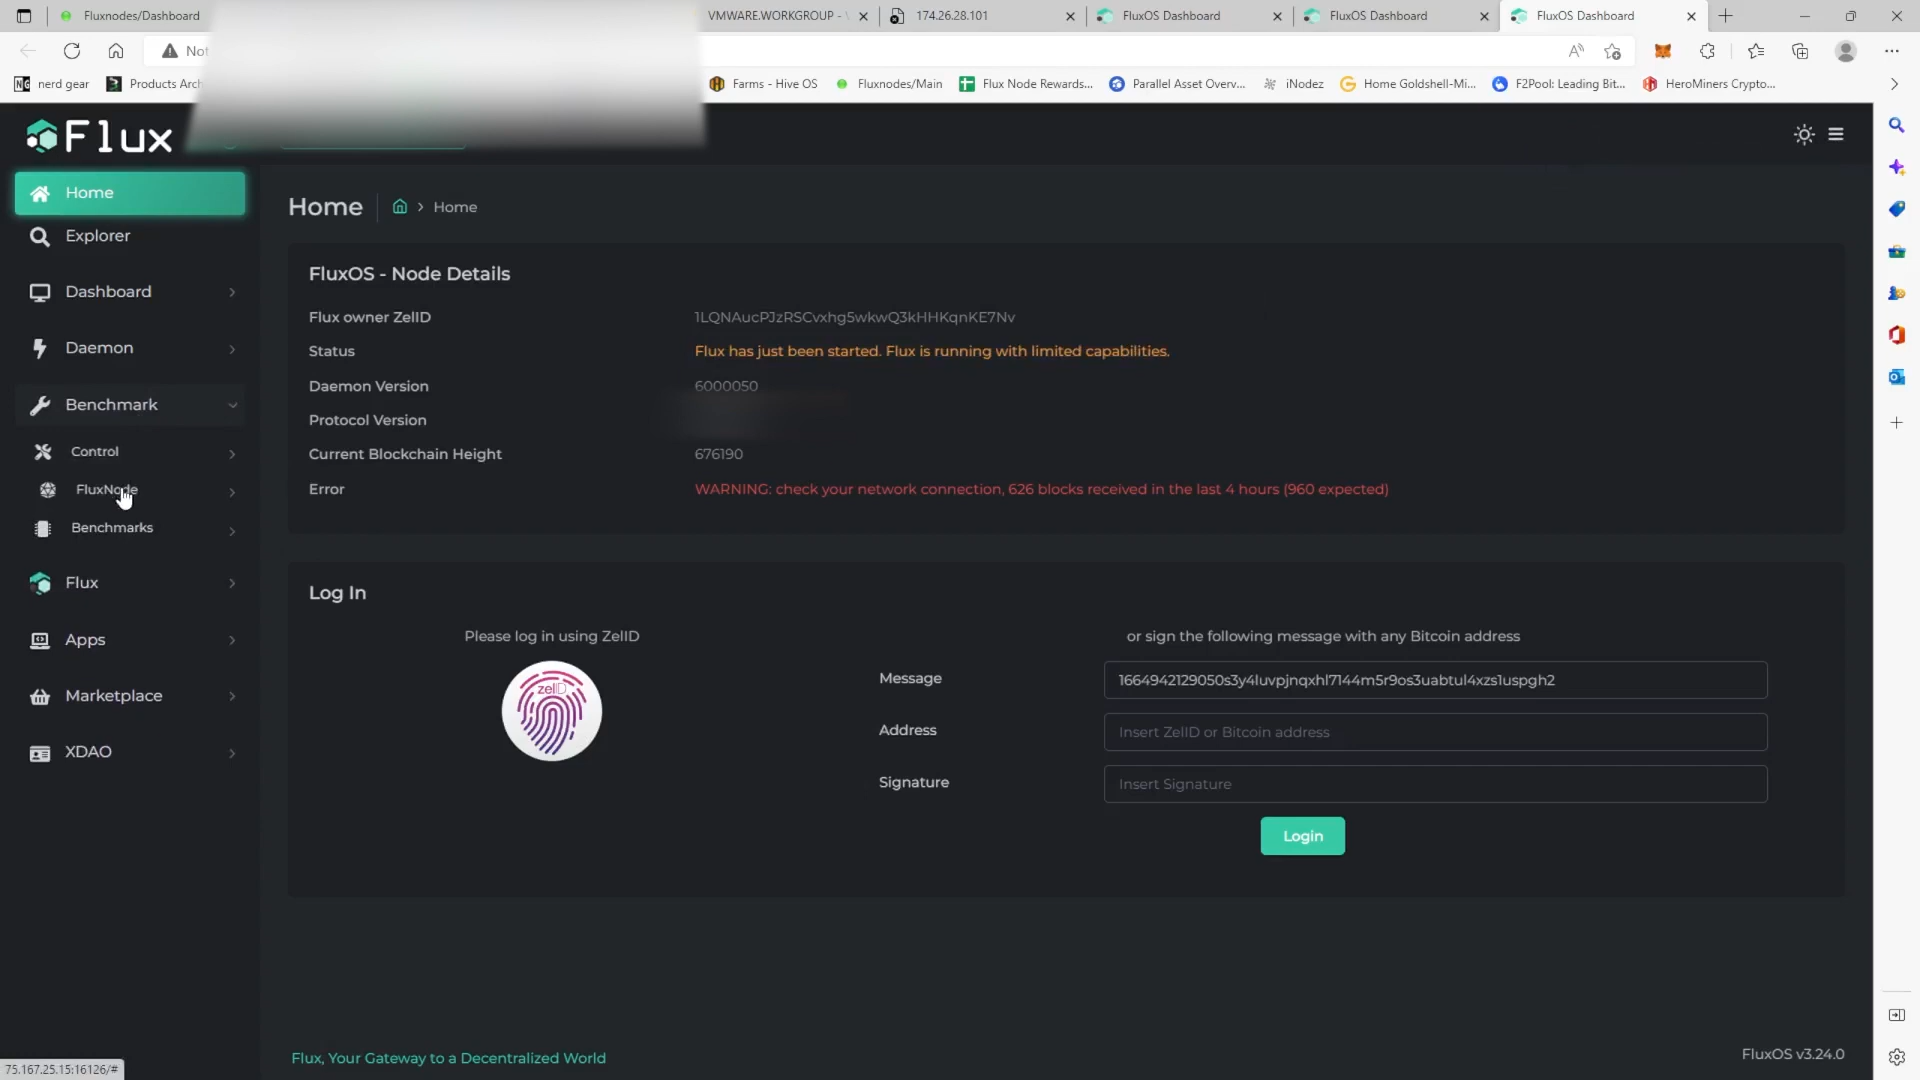 Fluxnodes/Dashboard
VMWARE.WORKGROUP -
174.26.28.101
FluxOS Dashboard
FluxOS Dashboard
FluxOS Dashboard
Not
nerd gear
Products Arch
Farms - Hive OS
Fluxnodes/Main
Flux Node Rewards...
Parallel Asset Overv...
iNodez
Home Goldshell-Mi...
F2Pool: Leading Bit...
HeroMiners Crypto...
Flux
Home
Explorer
Dashboard
Daemon
Benchmark
Control
FluxNode
Benchmarks
Flux
Apps
Marketplace
XDAO
Home
Home
FluxOS - Node Details
Flux owner ZelID 1LQNAucPJzRSCvxhg5wkwQ3kHHKqnKE7Nv
Status Flux has just been started. Flux is running with limited capabilities.
Daemon Version 6000050
Protocol Version
Current Blockchain Height 676190
Error WARNING: check your network connection, 626 blocks received in the last 4 hours (960 expected)
Log In
Please log in using ZelID
zelID
or sign the following message with any Bitcoin address
Message 1664942129050s3y4luvpjnqxhl7144m5r9os3uabtul4xzs1uspgh2
Address Insert ZelID or Bitcoin address
Signature Insert Signature
Login
Flux, Your Gateway to a Decentralized World
FluxOS v3.24.0
75.167.25.15:16126/#